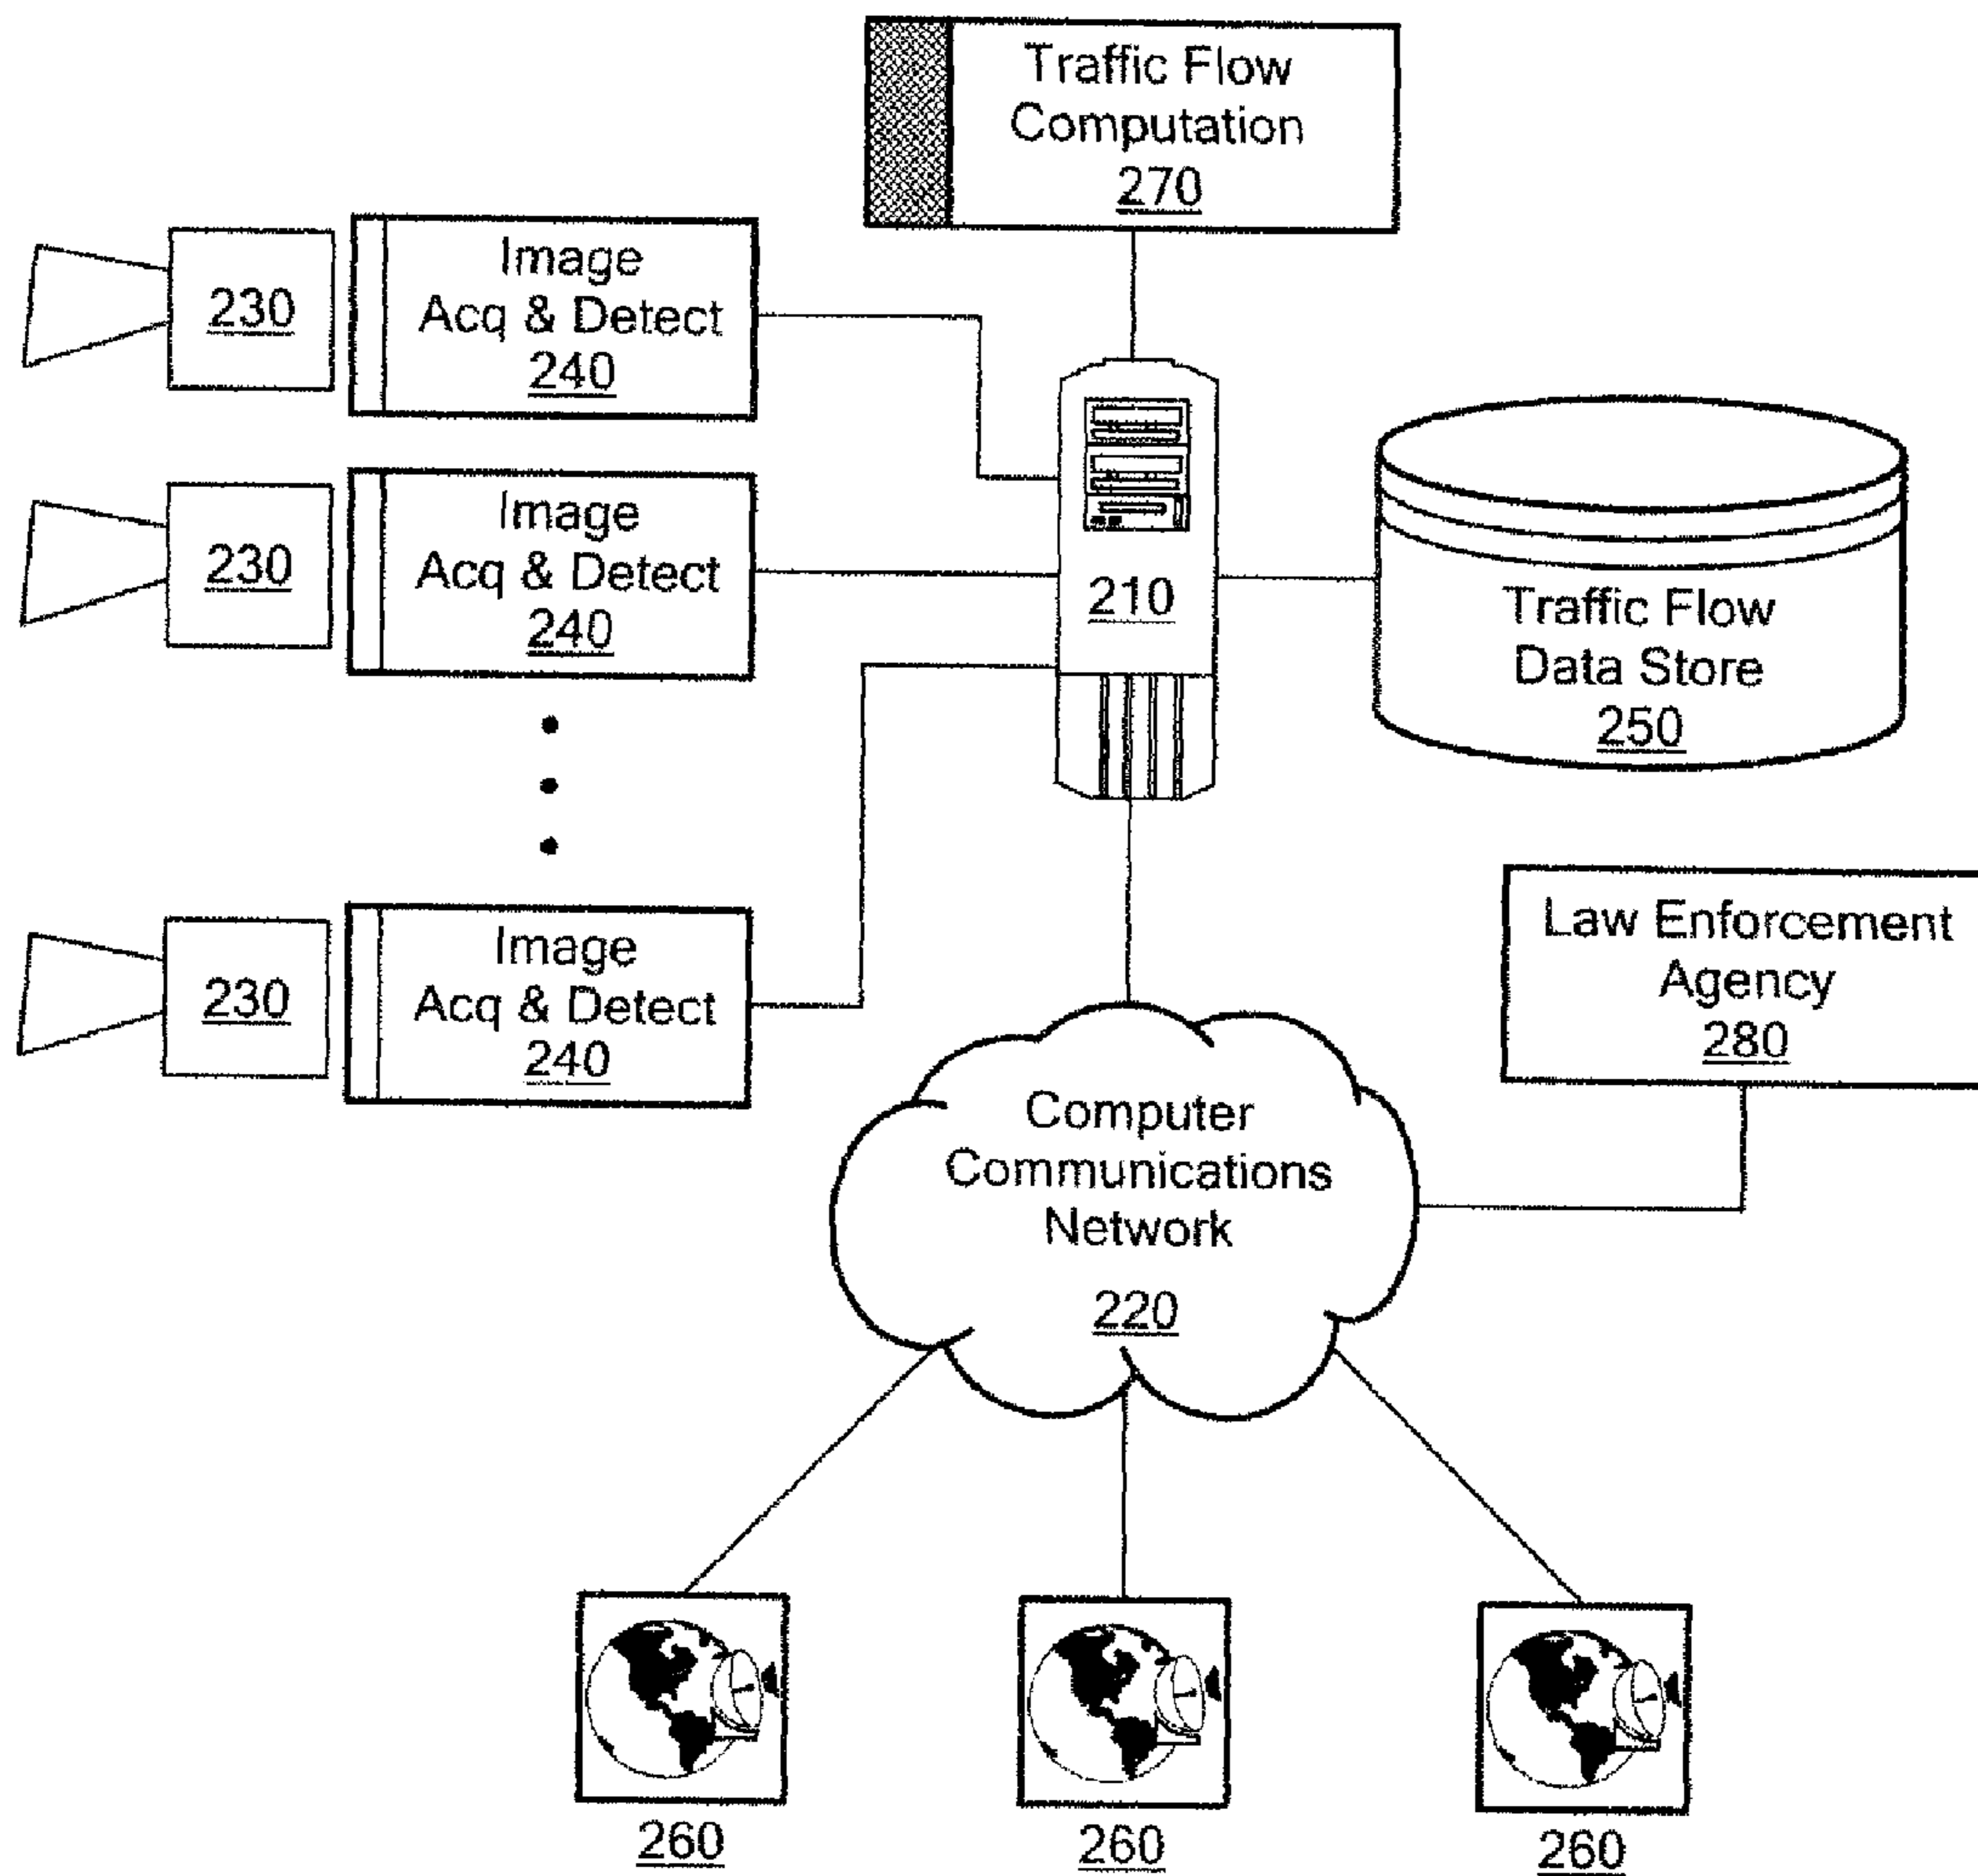 Traffic Flow
Computation
270
230
Image
Acq & Detect
240
230
Image
Acq & Detect
240
210
Traffic Flow
Data Store
250
230
Image
Acq & Detect
240
Law Enforcement
Agency
280
Computer
Communications
Network
220
260
260
260